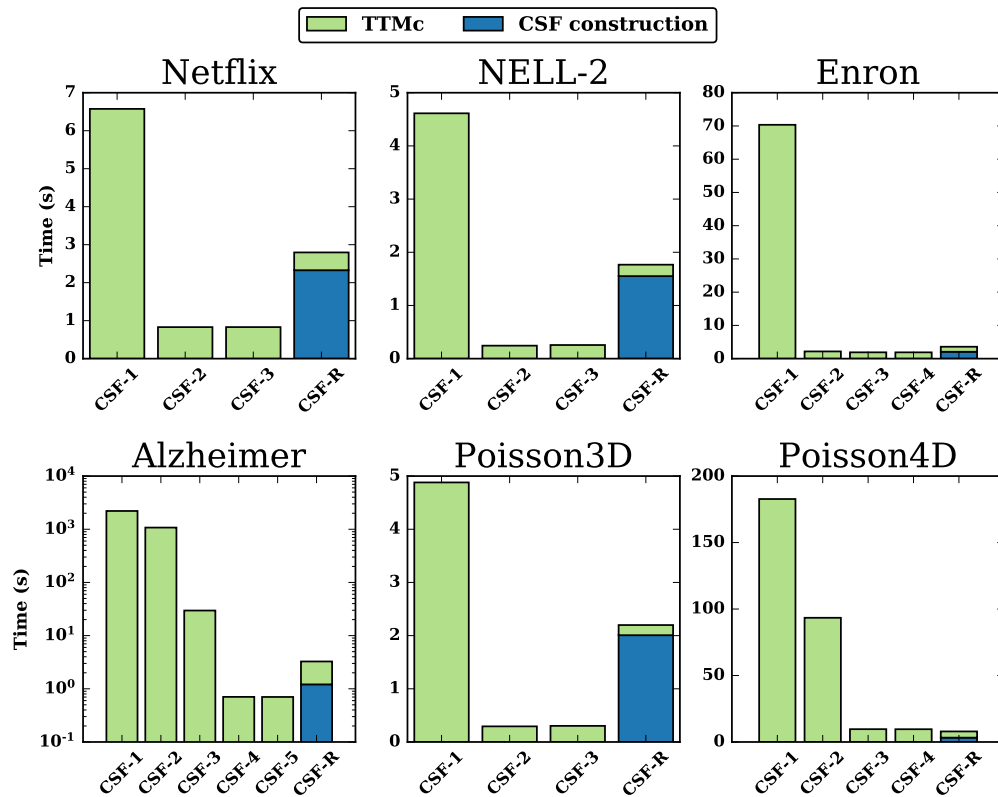 TTMc CSF construction
Netflix
NELL-2
Enron
Time (s)
7
6
5
4
3
2
1
0
CSF-1
CSF-2
CSF-3
CSF-R
5
4
3
2
1
0
CSF-1
CSF-2
CSF-3
CSF-R
80
70
60
50
40
30
20
10
0
CSF-1
CSF-2
CSF-3
CSF-4
CSF-R
Alzheimer
Poisson3D
Poisson4D
Time (s)
10^4
10^3
10^2
10^1
10^0
10^-1
CSF-1
CSF-2
CSF-3
CSF-4
CSF-5
CSF-R
5
4
3
2
1
0
CSF-1
CSF-2
CSF-3
CSF-R
200
150
100
50
0
CSF-1
CSF-2
CSF-3
CSF-4
CSF-R